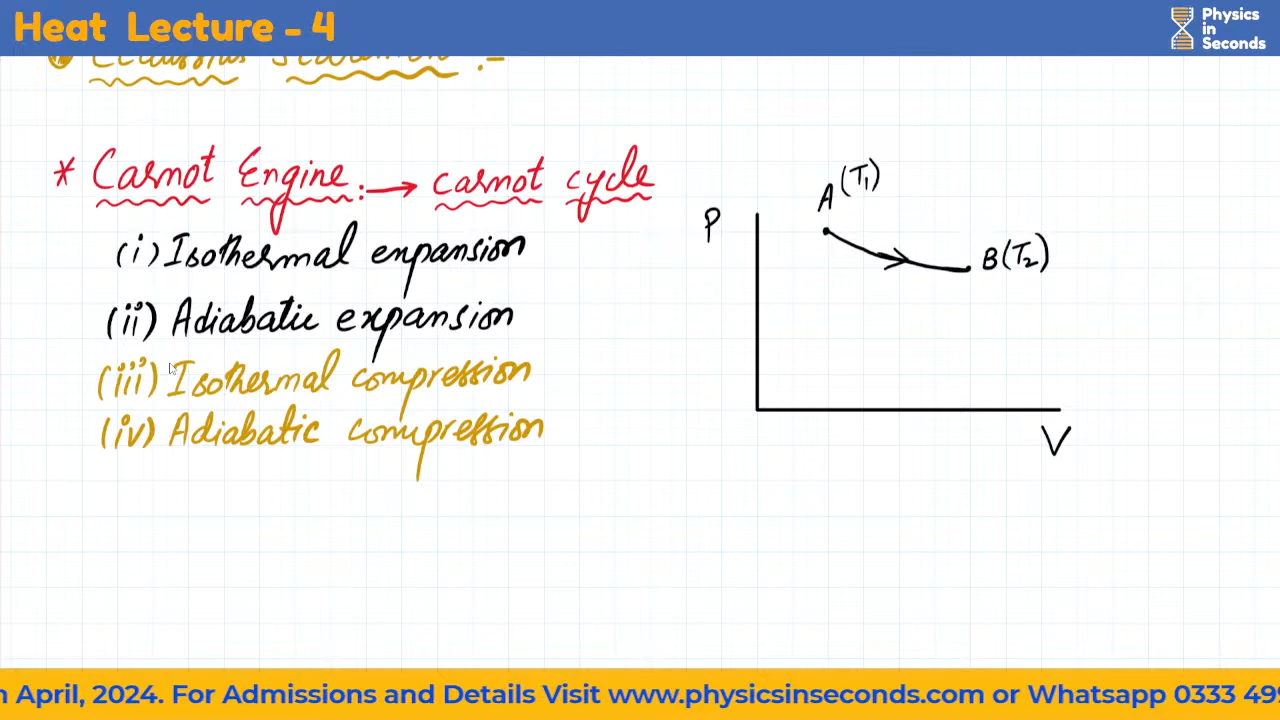 Heat Lecture - 4
Physics
in
Seconds
* Carnot Engine :→ carnot cycle
(i) Isothermal expansion
(ii) Adiabatic expansion
(iii) Isothermal compression
(iv) Adiabatic compression
A(T1)
P
B(T2)
V
April, 2024. For Admissions and Details Visit www.physicsinseconds.com or Whatsapp 0333